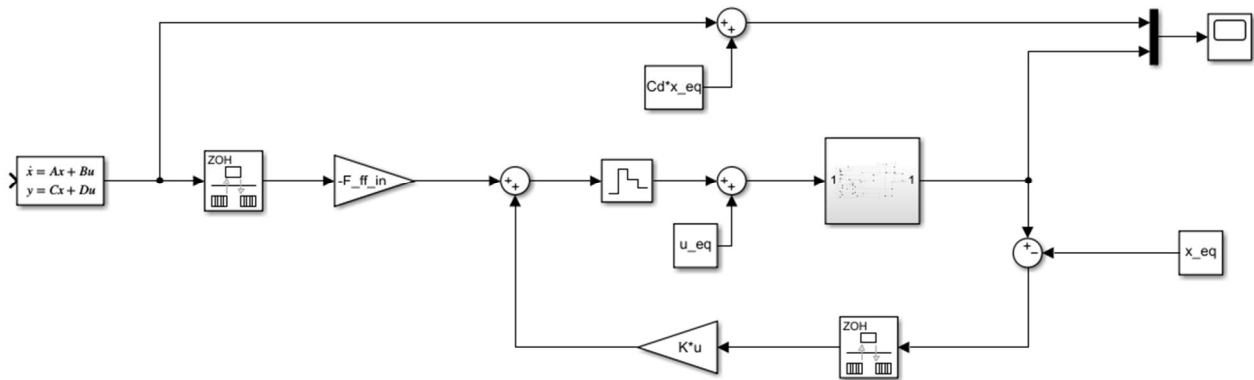 Cd*x_eq
ẋ = Ax + Bu
y = Cx + Du
ZOH
-F_ff_in
+
+
+
+
+
+
u_eq
1
1
+
−
x_eq
ZOH
K*u